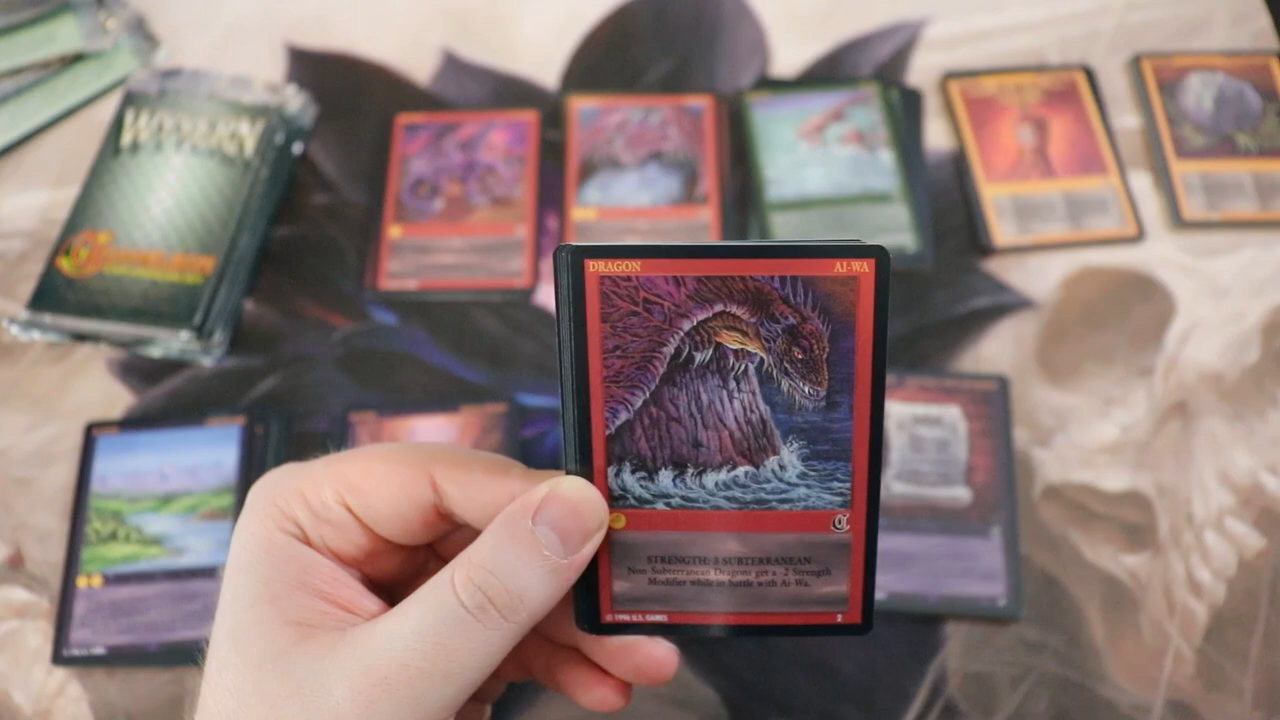 WYVERN
DRAGON AI-WA
STRENGTH: 3 SUBTERRANEAN
Non-Subterranean Dragons get a -2 Strength
Modifier while in battle with Ai-Wa.
© 1996 U.S. GAMES 2